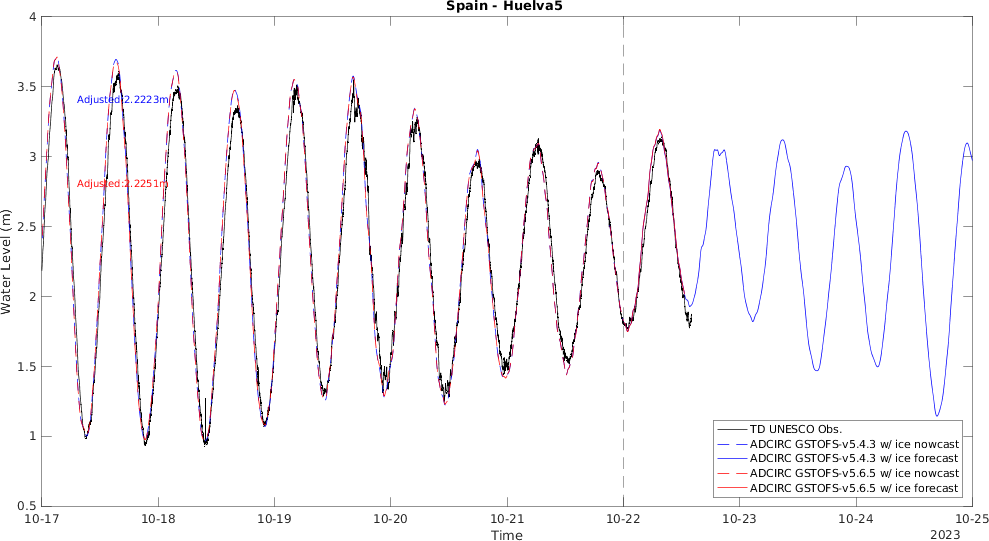 Spain - Huelva5
4
3.5
3
2.5
2
1.5
1
0.5
Water Level (m)
Adjusted:2.2223m
Adjusted:2.2251m
TD UNESCO Obs.
ADCIRC GSTOFS-v5.4.3 w/ ice nowcast
ADCIRC GSTOFS-v5.4.3 w/ ice forecast
ADCIRC GSTOFS-v5.6.5 w/ ice nowcast
ADCIRC GSTOFS-v5.6.5 w/ ice forecast
10-17 10-18 10-19 10-20 10-21 10-22 10-23 10-24 10-25
Time
2023